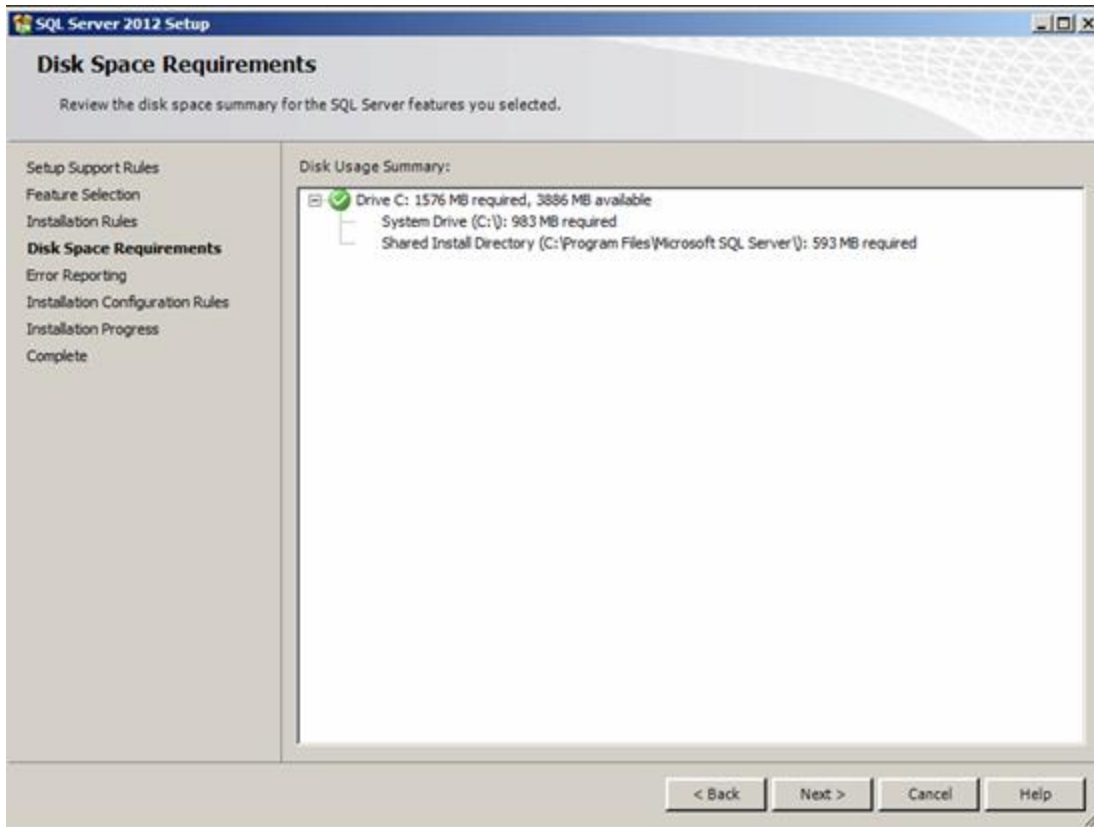 SQL Server 2012 Setup
Disk Space Requirements
Review the disk space summary for the SQL Server features you selected.
Setup Support Rules
Feature Selection
Installation Rules
Disk Space Requirements
Error Reporting
Installation Configuration Rules
Installation Progress
Complete
Disk Usage Summary:
Drive C: 1576 MB required, 3886 MB available
System Drive (C:\): 983 MB required
Shared Install Directory (C:\Program Files\Microsoft SQL Server\): 593 MB required
< Back Next > Cancel Help